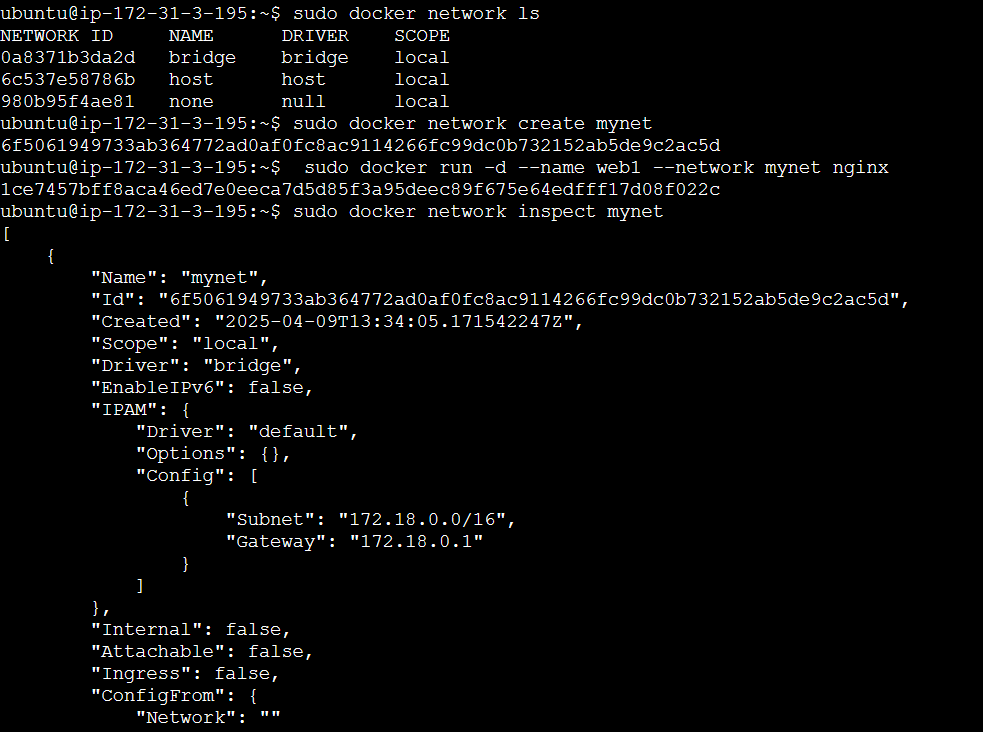 ubuntu@ip-172-31-3-195:~$ sudo docker network ls
NETWORK ID     NAME      DRIVER    SCOPE
0a8371b3da2d   bridge    bridge    local
6c537e58786b   host      host      local
980b95f4ae81   none      null      local
ubuntu@ip-172-31-3-195:~$ sudo docker network create mynet
6f5061949733ab364772ad0af0fc8ac9114266fc99dc0b732152ab5de9c2ac5d
ubuntu@ip-172-31-3-195:~$  sudo docker run -d --name web1 --network mynet nginx
1ce7457bff8aca46ed7e0eeca7d5d85f3a95deec89f675e64edfff17d08f022c
ubuntu@ip-172-31-3-195:~$ sudo docker network inspect mynet
[
    {
        "Name": "mynet",
        "Id": "6f5061949733ab364772ad0af0fc8ac9114266fc99dc0b732152ab5de9c2ac5d",
        "Created": "2025-04-09T13:34:05.171542247Z",
        "Scope": "local",
        "Driver": "bridge",
        "EnableIPv6": false,
        "IPAM": {
            "Driver": "default",
            "Options": {},
            "Config": [
                {
                    "Subnet": "172.18.0.0/16",
                    "Gateway": "172.18.0.1"
                }
            ]
        },
        "Internal": false,
        "Attachable": false,
        "Ingress": false,
        "ConfigFrom": {
            "Network": ""